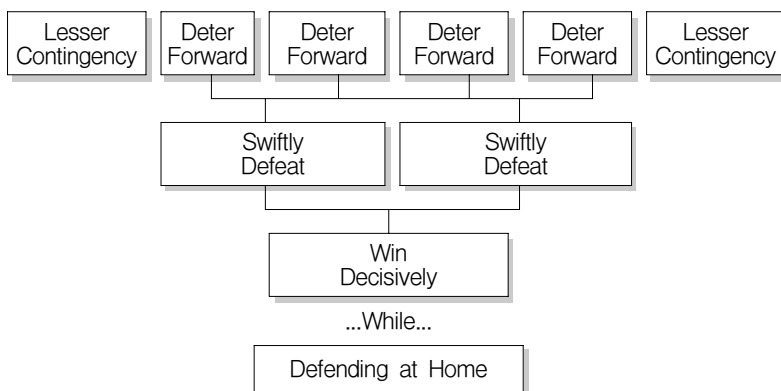 Lesser
Contingency
Deter
Forward
Deter
Forward
Deter
Forward
Deter
Forward
Lesser
Contingency
Swiftly
Defeat
Swiftly
Defeat
Win
Decisively
...While...
Defending at Home